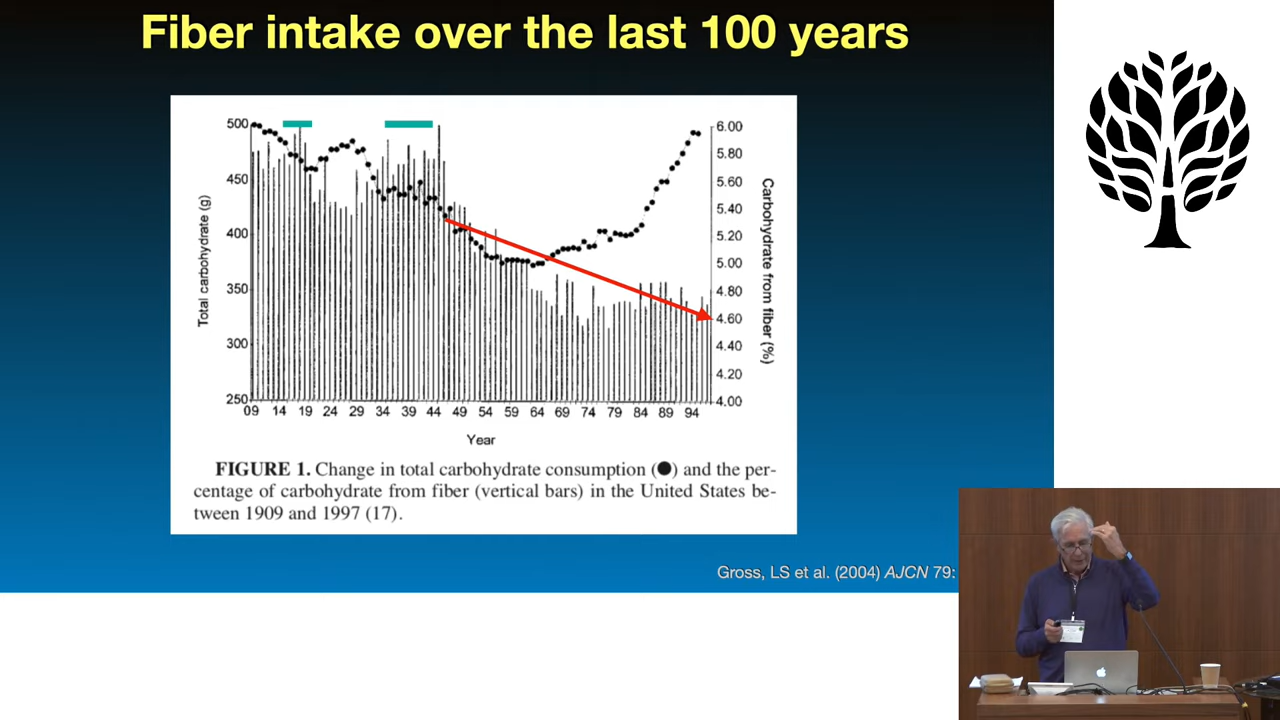 Fiber intake over the last 100 years
500
450
400
350
300
250
Total carbohydrate (g)
6.00
5.80
5.60
5.40
5.20
5.00
4.80
4.60
4.40
4.20
4.00
Carbohydrate from fiber (%)
09 14 19 24 29 34 39 44 49 54 59 64 69 74 79 84 89 94
Year
FIGURE 1. Change in total carbohydrate consumption (●) and the per-
centage of carbohydrate from fiber (vertical bars) in the United States be-
tween 1909 and 1997 (17).
Gross, LS et al. (2004) AJCN 79: